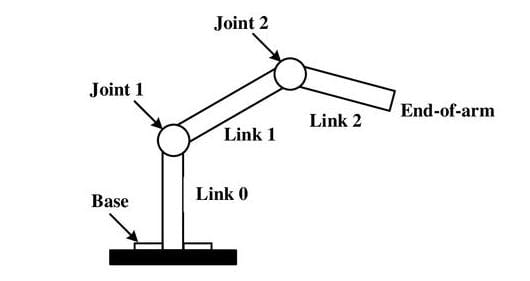 Joint 2
Joint 1
End-of-arm
Link 2
Link 1
Link 0
Base